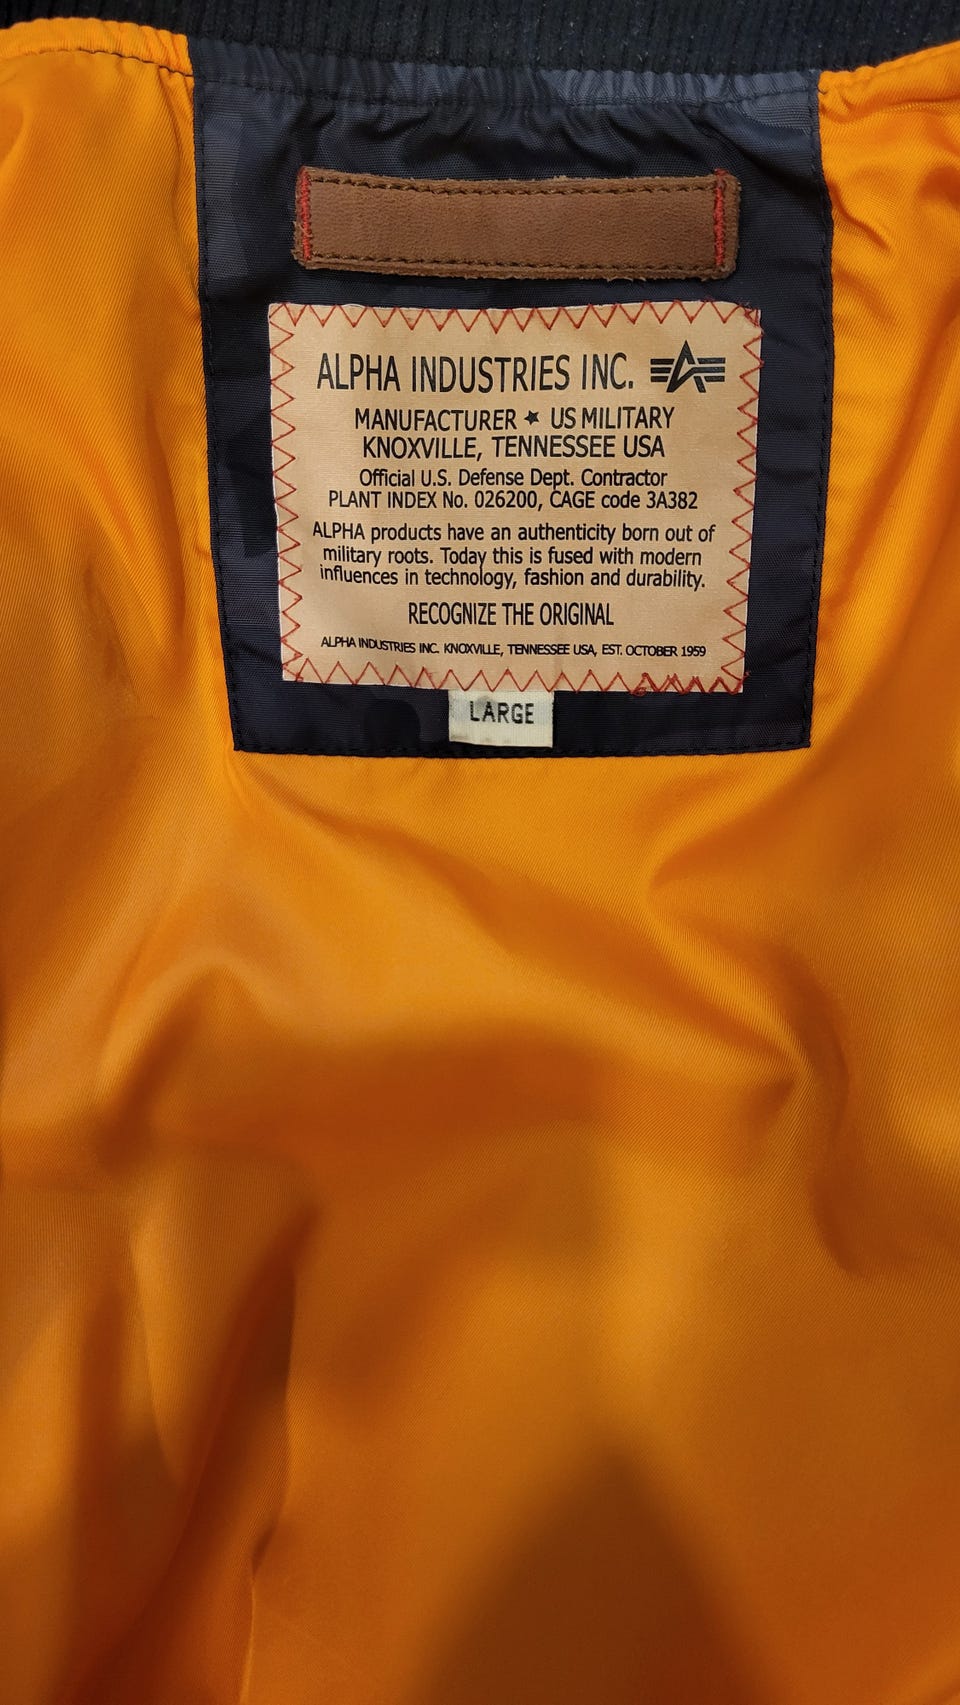 ALPHA INDUSTRIES INC.
MANUFACTURER ★ US MILITARY
KNOXVILLE, TENNESSEE USA
Official U.S. Defense Dept. Contractor
PLANT INDEX No. 026200, CAGE code 3A382
ALPHA products have an authenticity born out of
military roots. Today this is fused with modern
influences in technology, fashion and durability.
RECOGNIZE THE ORIGINAL
ALPHA INDUSTRIES INC. KNOXVILLE, TENNESSEE USA, EST. OCTOBER 1959
LARGE